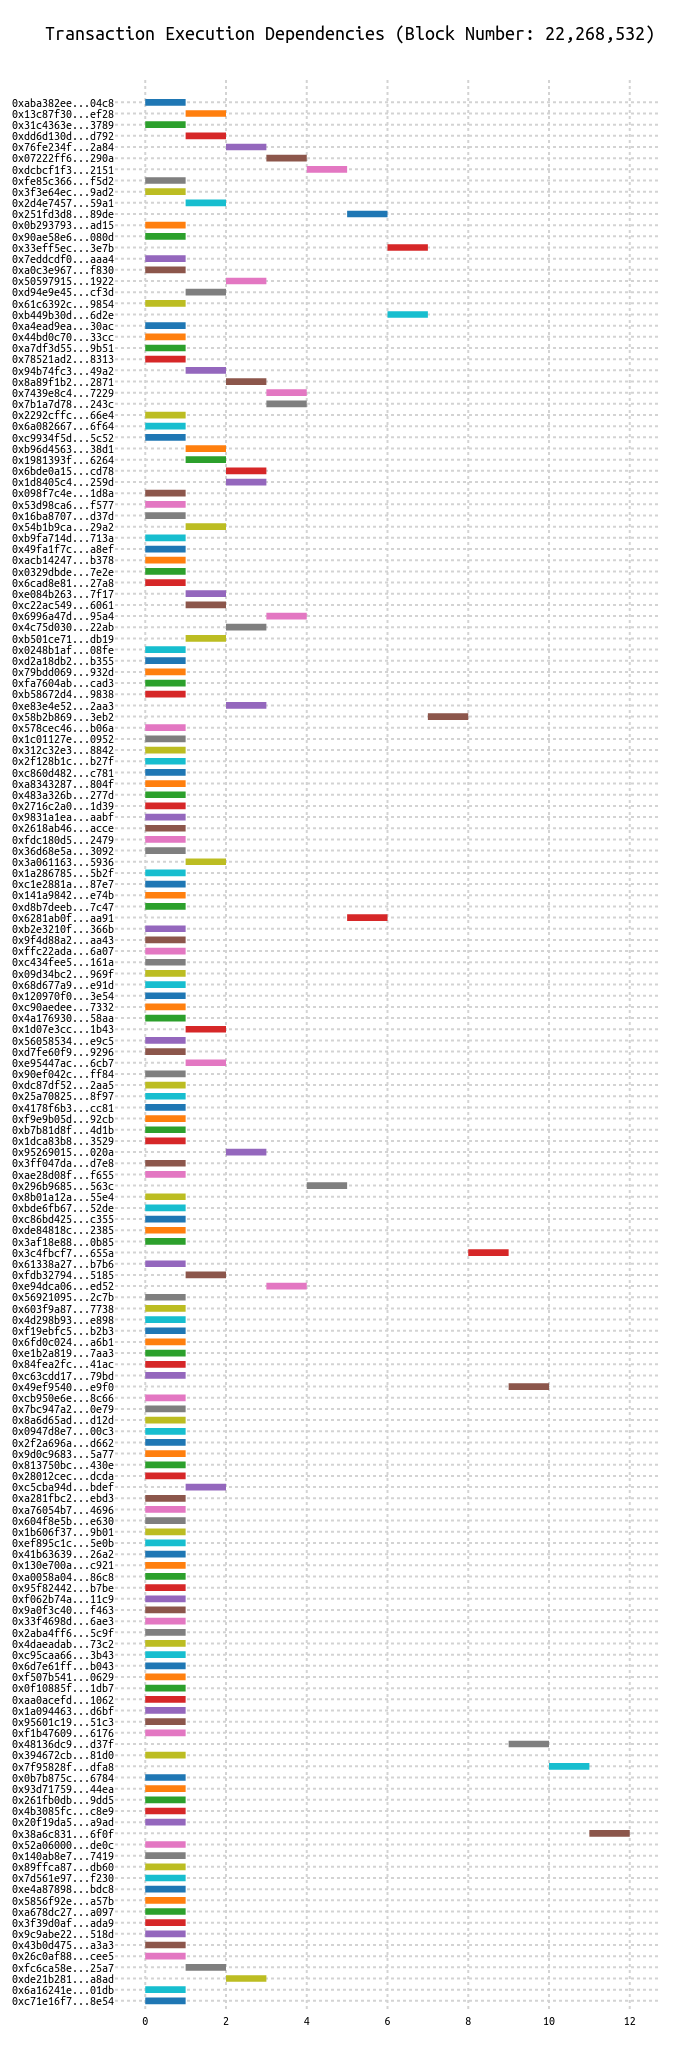 Transaction Execution Dependencies (Block Number: 22,268,532)
0xaba382ee...04c8
0x13c87f30...ef28
0x31c4363e...3789
0xdd6d130d...d792
0x76fe234f...2a84
0x07222ff6...290a
0xdcbcf1f3...2151
0xfe85c366...f5d2
0x3f3e64ec...9ad2
0x2d4e7457...59a1
0x251fd3d8...89de
0x0b293793...ad15
0x90ae58e6...080d
0x33eff5ec...3e7b
0x7eddcdf0...aaa4
0xa0c3e967...f830
0x50597915...1922
0xd94e9e45...cf3d
0x61c6392c...9854
0xb449b30d...6d2e
0xa4ead9ea...30ac
0x44bd0c70...33cc
0xa7df3d55...9b51
0x78521ad2...8313
0x94b74fc3...49a2
0x8a89f1b2...2871
0x7439e8c4...7229
0x7b1a7d78...243c
0x2292cffc...66e4
0x6a082667...6f64
0xc9934f5d...5c52
0xb96d4563...38d1
0x1981393f...6264
0x6bde0a15...cd78
0x1d8405c4...259d
0x098f7c4e...1d8a
0x53d98ca6...f577
0x16ba8707...d37d
0x54b1b9ca...29a2
0xb9fa714d...713a
0x49fa1f7c...a8ef
0xacb14247...b378
0x0329dbde...7e2e
0x6cad8e81...27a8
0xe084b263...7f17
0xc22ac549...6061
0x6996a47d...95a4
0x4c75d030...22ab
0xb501ce71...db19
0x0248b1af...08fe
0xd2a18db2...b355
0x79bdd069...932d
0xfa7604ab...cad3
0xb58672d4...9838
0xe83e4e52...2aa3
0x58b2b869...3eb2
0x578cec46...b06a
0x1c01127e...0952
0x312c32e3...8842
0x2f128b1c...b27f
0xc860d482...c781
0xa8343287...804f
0x483a326b...277d
0x2716c2a0...1d39
0x9831a1ea...aabf
0x2618ab46...acce
0xfdc180d5...2479
0x36d68e5a...3092
0x3a061163...5936
0x1a286785...5b2f
0xc1e2881a...87e7
0x141a9842...e74b
0xd8b7deeb...7c47
0x6281ab0f...aa91
0xb2e3210f...366b
0x9f4d88a2...aa43
0xffc22ada...6a07
0xc434fee5...161a
0x09d34bc2...969f
0x68d677a9...e91d
0x120970f0...3e54
0xc90aedee...7332
0x4a176930...58aa
0x1d07e3cc...1b43
0x56058534...e9c5
0xd7fe60f9...9296
0xe95447ac...6cb7
0x90ef042c...ff84
0xdc87df52...2aa5
0x25a70825...8f97
0x4178f6b3...cc81
0xf9e9b05d...92cb
0xb7b81d8f...4d1b
0x1dca83b8...3529
0x95269015...020a
0x3ff047da...d7e8
0xae28d08f...f655
0x296b9685...563c
0x8b01a12a...55e4
0xbde6fb67...52de
0xc86bd425...c355
0xde84818c...2385
0x3af18e88...0b85
0x3c4fbcf7...655a
0x61338a27...b7b6
0xfdb32794...5185
0xe94dca06...ed52
0x56921095...2c7b
0x603f9a87...7738
0x4d298b93...e898
0xf19ebfc5...b2b3
0x6fd0c024...a6b1
0xe1b2a819...7aa3
0x84fea2fc...41ac
0xc63cdd17...79bd
0x49ef9540...e9f0
0xcb950e6e...8c66
0x7bc947a2...0e79
0x8a6d65ad...d12d
0x0947d8e7...00c3
0x2f2a696a...d662
0x9d0c9683...5a77
0x813750bc...430e
0x28012cec...dcda
0xc5cba94d...bdef
0xa281fbc2...ebd3
0xa76054b7...4696
0x604f8e5b...e630
0x1b606f37...9b01
0xef895c1c...5e0b
0x41b63639...26a2
0x130e700a...c921
0xa0058a04...86c8
0x95f82442...b7be
0xf062b74a...11c9
0x9a0f3c40...f463
0x33f4698d...6ae3
0x2aba4ff6...5c9f
0x4daeadab...73c2
0xc95caa66...3b43
0x6d7e61ff...b043
0xf507b541...0629
0x0f10885f...1db7
0xaa0acefd...1062
0x1a094463...d6bf
0x95601c19...51c3
0xf1b47609...6176
0x48136dc9...d37f
0x394672cb...81d0
0x7f95828f...dfa8
0x0b7b875c...6784
0x93d71759...44ea
0x261fb0db...9dd5
0x4b3085fc...c8e9
0x20f19da5...a9ad
0x38a6c831...6f0f
0x52a06000...de0c
0x140ab8e7...7419
0x89ffca87...db60
0x7d561e97...f230
0xe4a87898...bdc8
0x5856f92e...a57b
0xa678dc27...a097
0x3f39d0af...ada9
0x9c9abe22...518d
0x43b0d475...a3a3
0x26c0af88...cee5
0xfc6ca58e...25a7
0xde21b281...a8ad
0x6a16241e...01db
0xc71e16f7...8e54
0 2 4 6 8 10 12